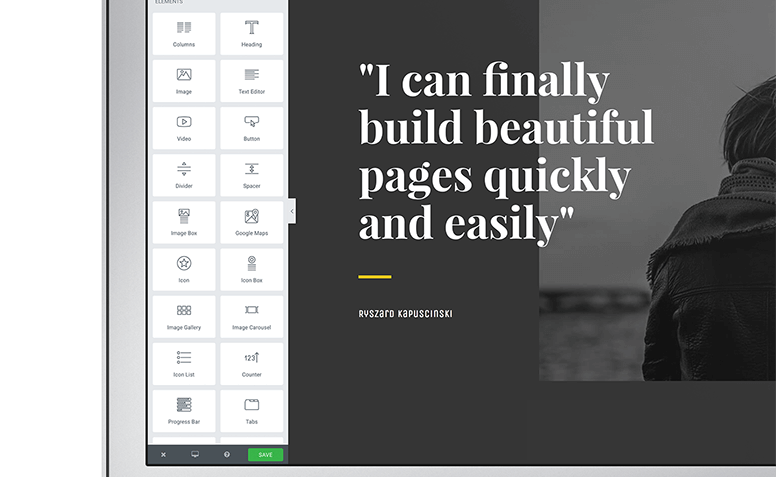 ELEMENTS
Columns
Heading
Image
Text Editor
Video
Button
Divider
Spacer
Image Box
Google Maps
Icon
Icon Box
Image Gallery
Image Carousel
Icon List
123
Counter
Progress Bar
Tabs
SAVE
"I can finally
build beautiful
pages quickly
and easily"
Ryszard Kapuscinski